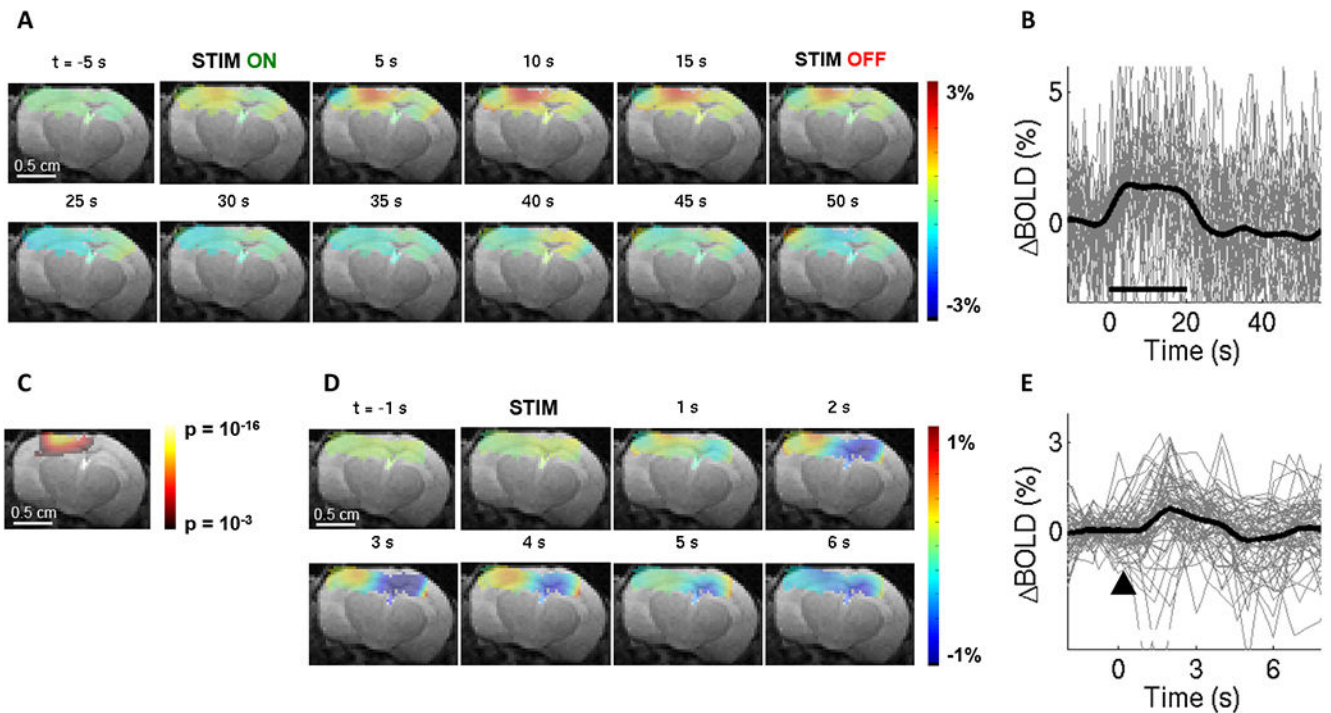 A
t = -5 s STIM ON 5 s 10 s 15 s STIM OFF
0.5 cm
25 s 30 s 35 s 40 s 45 s 50 s
3%
-3%
B
ΔBOLD (%)
5
0
0 20 40
Time (s)
C
p = 10⁻¹⁶
p = 10⁻³
0.5 cm
D
t = -1 s STIM 1 s 2 s
0.5 cm
3 s 4 s 5 s 6 s
1%
-1%
E
ΔBOLD (%)
3
0
0 3 6
Time (s)